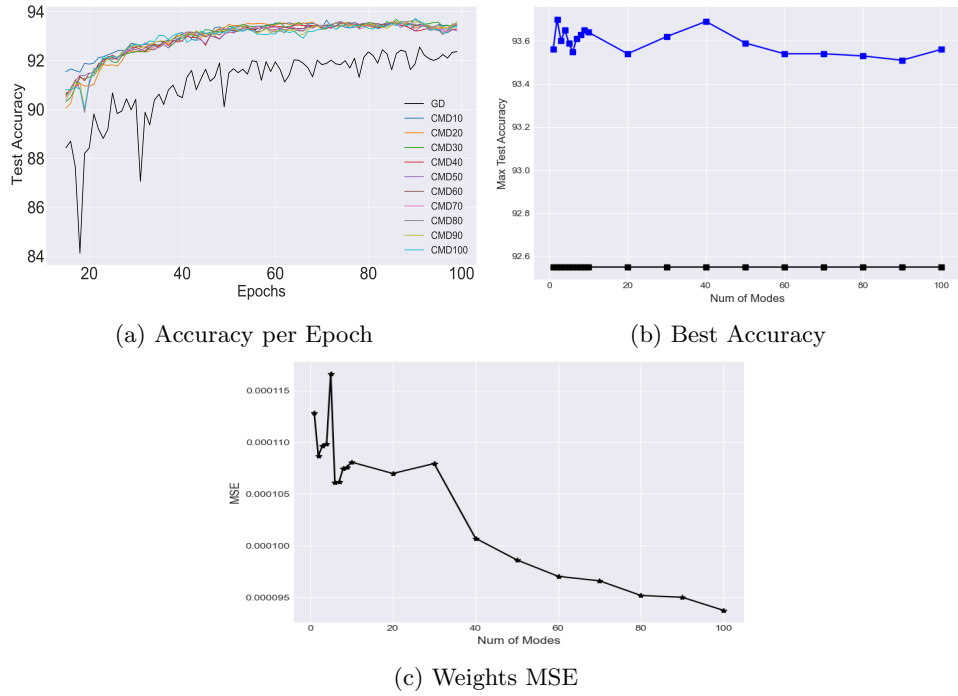 94
92
90
88
86
84
Test Accuracy
GD
CMD10
CMD20
CMD30
CMD40
CMD50
CMD60
CMD70
CMD80
CMD90
CMD100
20
40
60
80
100
Epochs
(a) Accuracy per Epoch
93.6
93.4
93.2
93.0
92.8
92.6
Max Test Accuracy
0
20
40
60
80
100
Num of Modes
(b) Best Accuracy
0.000115
0.000110
0.000105
0.000100
0.000095
MSE
0
20
40
60
80
100
Num of Modes
(c) Weights MSE